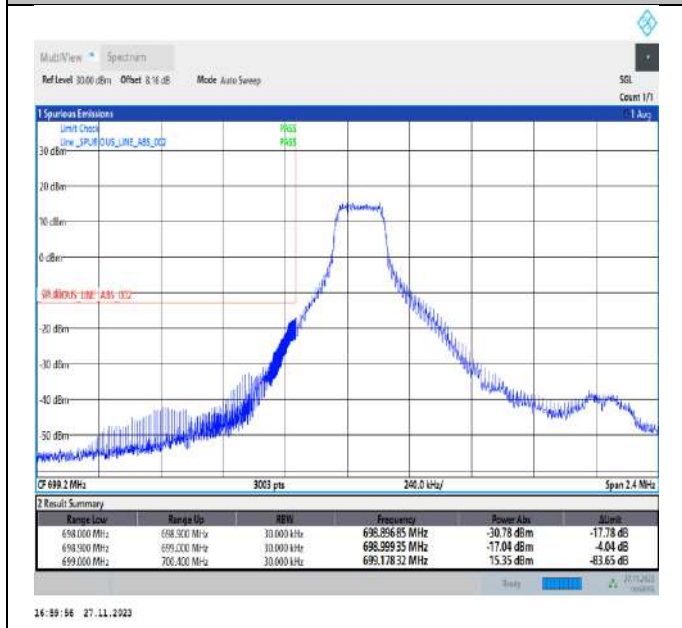 MultiView Spectrum
Ref Level 30.00 dBm Offset 8.16 dB Mode Auto Sweep SGL
Count 1/1
1 Spurious Emissions 1 Avg
Limit Check PASS
Line _SPURIOUS_LINE_ABS_002 PASS
30 dBm
20 dBm
10 dBm
0 dBm
SPURIOUS_LINE_ABS_002
-20 dBm
-30 dBm
-40 dBm
-50 dBm
CF 699.2 MHz 3003 pts 240.0 kHz/ Span 2.4 MHz
2 Result Summary
Range Low Range Up RBW Frequency Power Abs ΔLimit
698.000 MHz 698.900 MHz 30.000 kHz 698.89685 MHz -30.78 dBm -17.78 dB
698.900 MHz 699.000 MHz 30.000 kHz 698.99935 MHz -17.04 dBm -4.04 dB
699.000 MHz 700.400 MHz 30.000 kHz 699.17832 MHz 15.35 dBm -83.65 dB
Ready 27.11.2023
16:59:56 27.11.2023